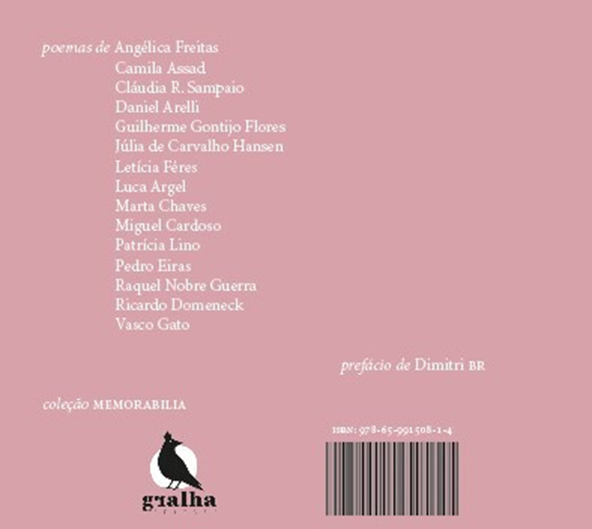 poemas de Angélica Freitas
Camila Assad
Cláudia R. Sampaio
Daniel Arelli
Guilherme Gontijo Flores
Júlia de Carvalho Hansen
Letícia Féres
Luca Argel
Marta Chaves
Miguel Cardoso
Patrícia Lino
Pedro Eiras
Raquel Nobre Guerra
Ricardo Domeneck
Vasco Gato
prefácio de Dimitri BR
coleção MEMORABILIA
ISBN: 978-65-991508-1-4
gralha